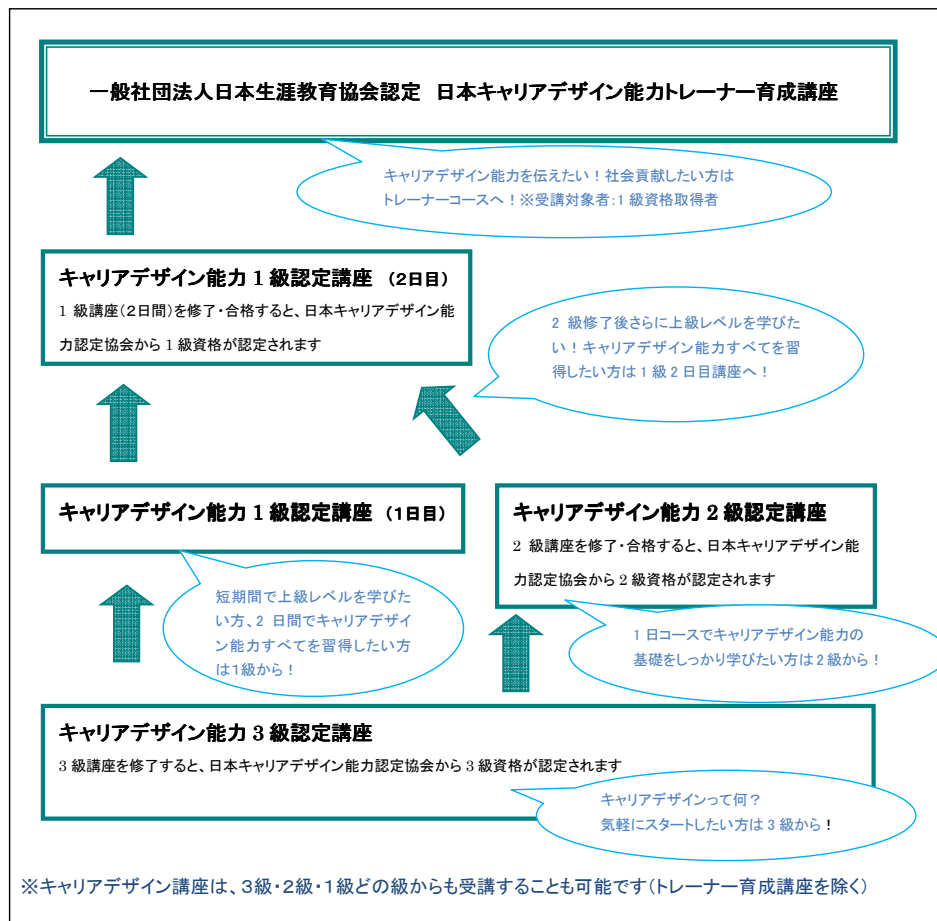 一般社団法人日本生涯教育協会認定 日本キャリアデザイン能力トレーナー育成講座
キャリアデザイン能力を伝えたい！社会貢献したい方は
トレーナーコースへ！※受講対象者:1 級資格取得者
キャリアデザイン能力 1 級認定講座 （2日目）
1 級講座（2日間）を修了・合格すると、日本キャリアデザイン能
力認定協会から 1 級資格が認定されます
2 級修了後さらに上級レベルを学びた
い！キャリアデザイン能力すべてを習
得したい方は 1 級 2 日目講座へ！
キャリアデザイン能力 1 級認定講座 （1日目）
キャリアデザイン能力 2 級認定講座
2 級講座を修了・合格すると、日本キャリアデザイン能
力認定協会から 2 級資格が認定されます
短期間で上級レベルを学びた
い方、2 日間でキャリアデザイ
ン能力すべてを習得したい方
は1級から！
1 日コースでキャリアデザイン能力の
基礎をしっかり学びたい方は 2 級から！
キャリアデザイン能力 3 級認定講座
3 級講座を修了すると、日本キャリアデザイン能力認定協会から 3 級資格が認定されます
キャリアデザインって何？
気軽にスタートしたい方は 3 級から！
※キャリアデザイン講座は、3級・2級・1級どの級からも受講することも可能です（トレーナー育成講座を除く）